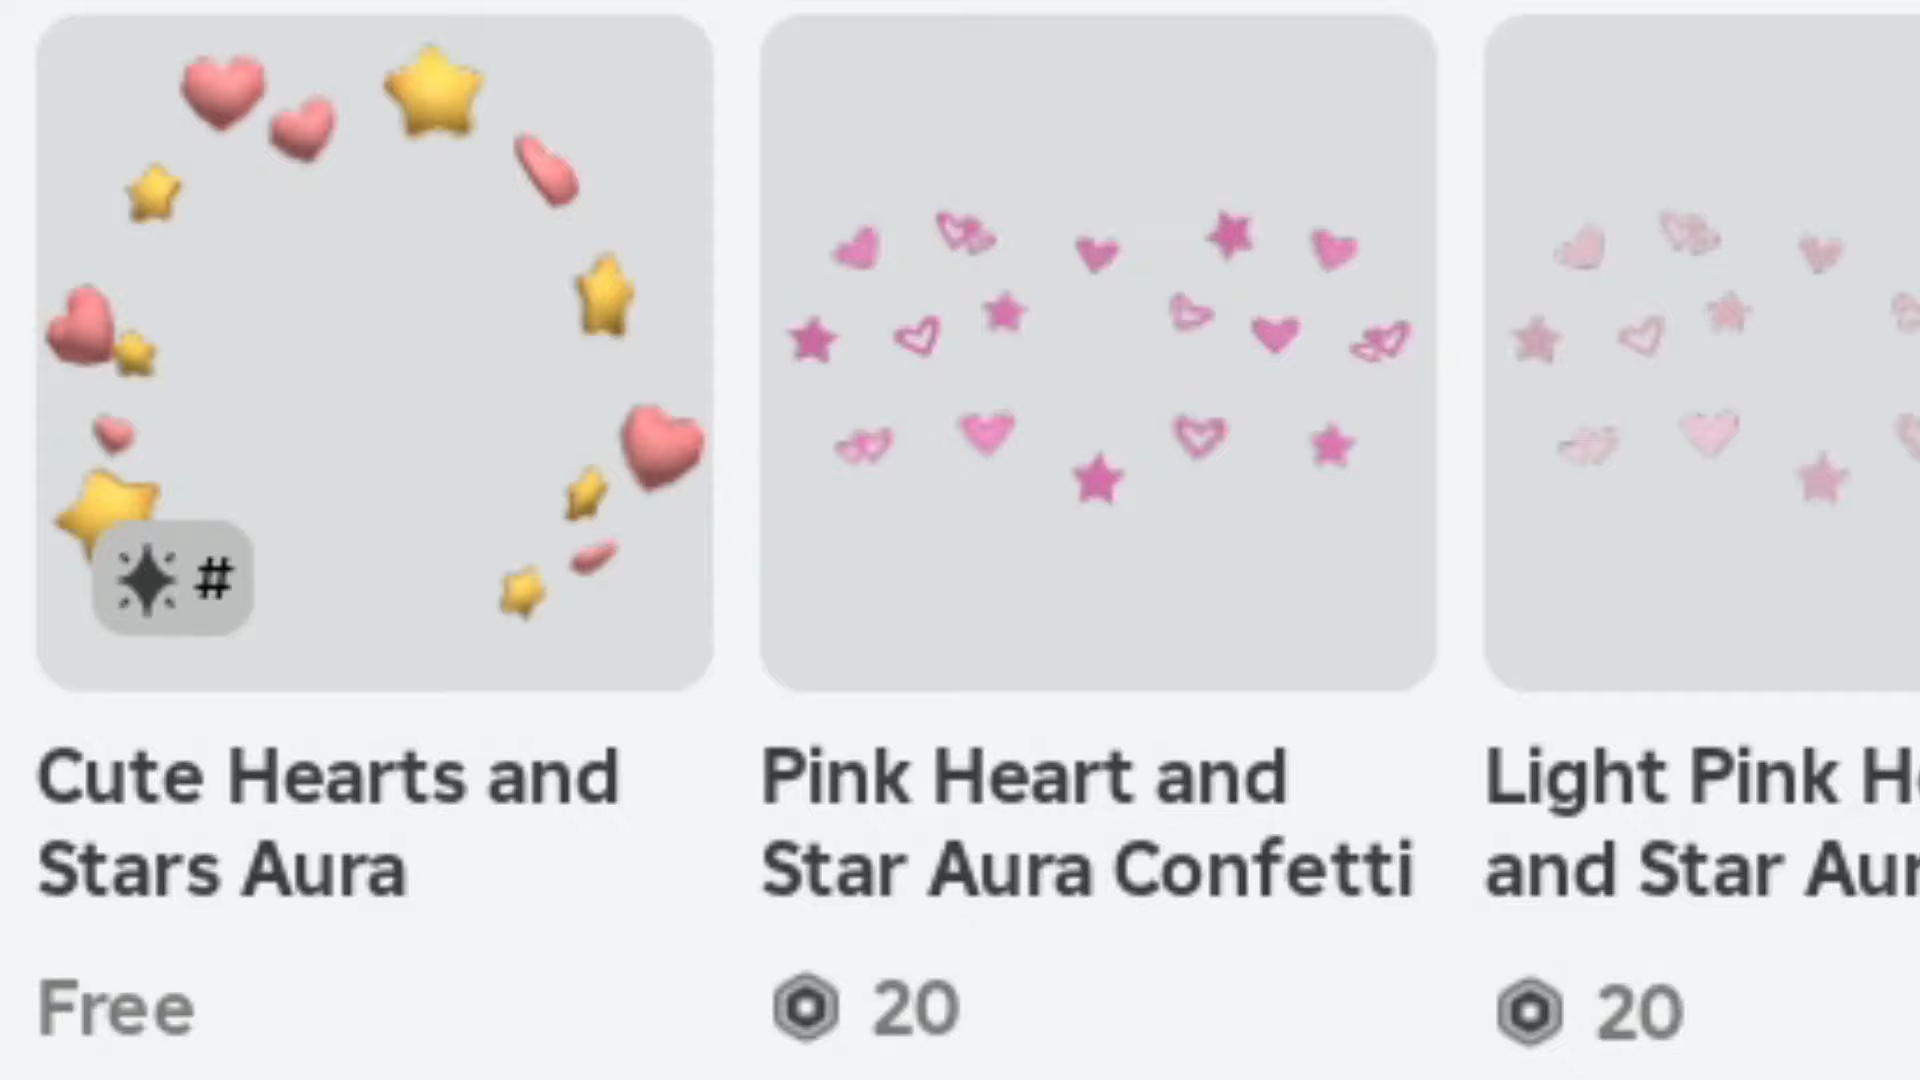 #
Cute Hearts and
Stars Aura
Free
Pink Heart and
Star Aura Confetti
20
Light Pink
and Star
20